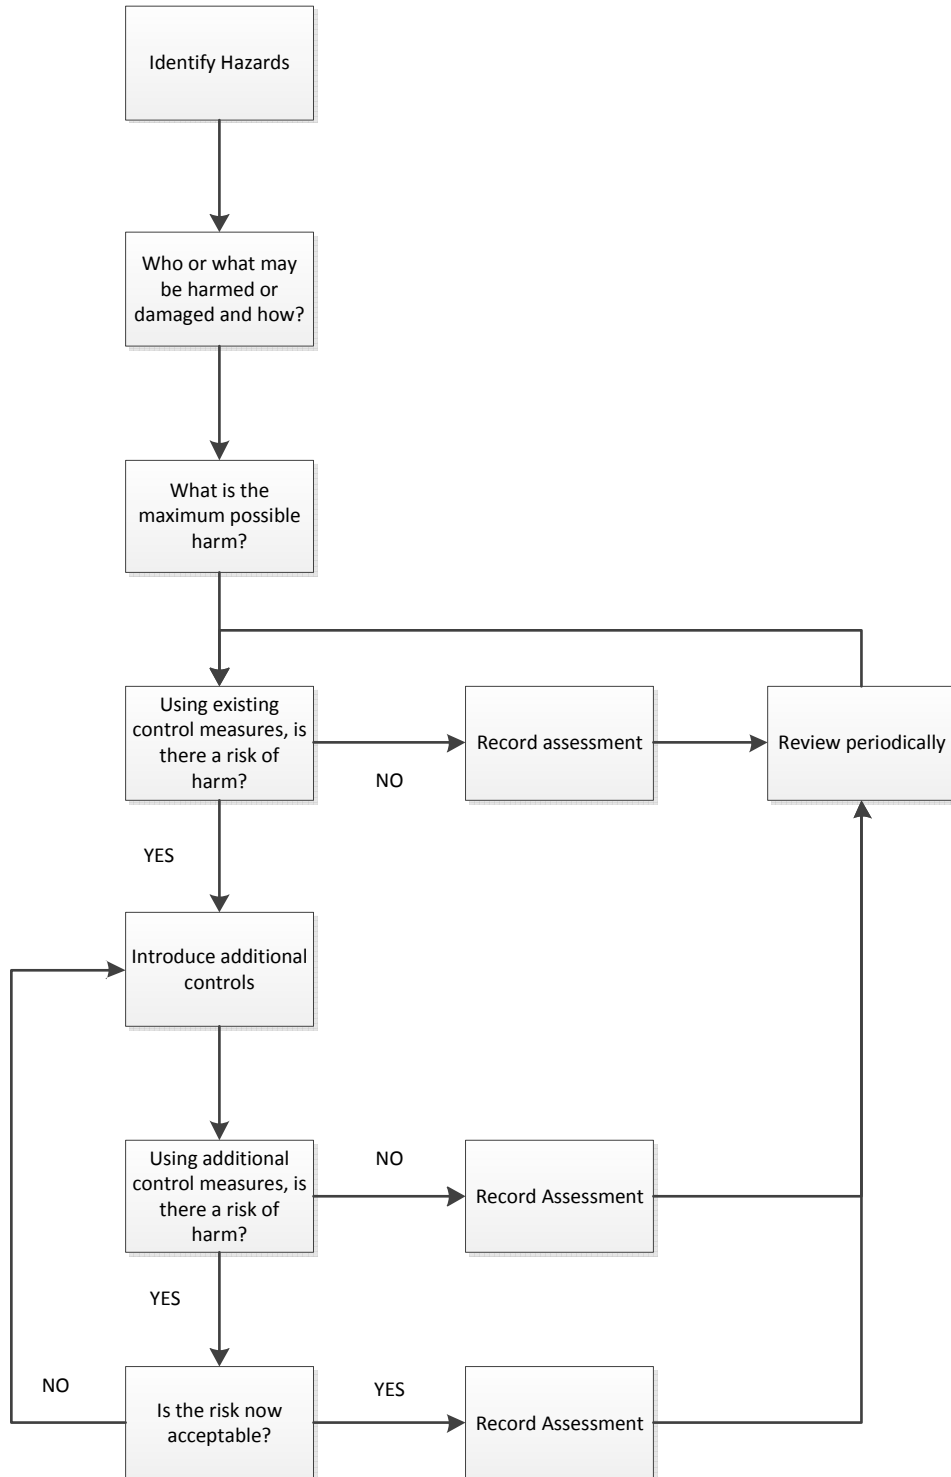 Identify Hazards
Who or what may
be harmed or
damaged and how?
What is the
maximum possible
harm?
Using existing
control measures, is
there a risk of
harm?
NO
Record assessment
Review periodically
YES
Introduce additional
controls
Using additional
control measures, is
there a risk of
harm?
NO
Record Assessment
YES
NO
Is the risk now
acceptable?
YES
Record Assessment